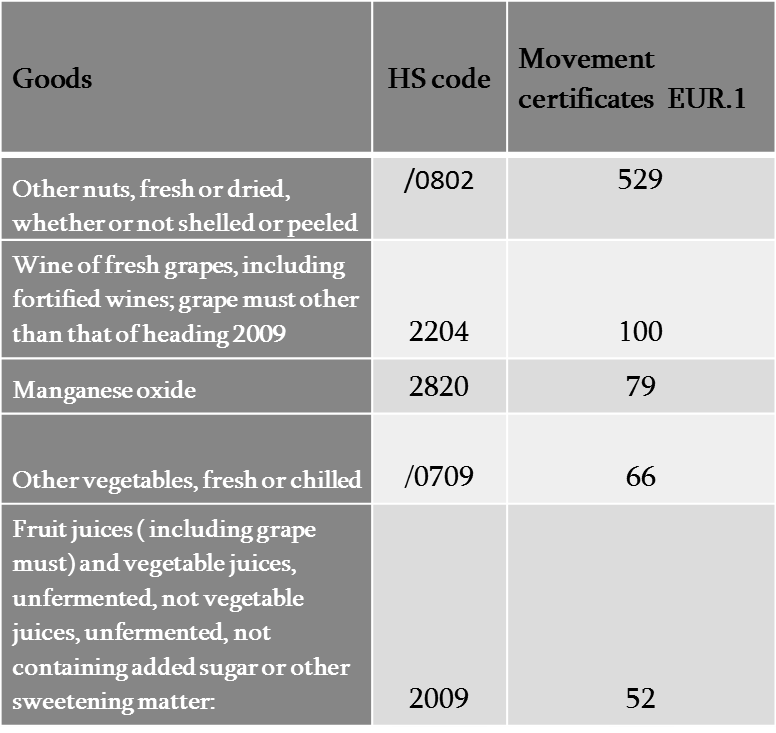 Goods
HS code
Movement
certificates EUR.1
Other nuts, fresh or dried,
whether or not shelled or peeled
/0802
529
Wine of fresh grapes, including
fortified wines; grape must other
than that of heading 2009
2204
100
Manganese oxide
2820
79
Other vegetables, fresh or chilled
/0709
66
Fruit juices ( including grape
must) and vegetable juices,
unfermented, not vegetable
juices, unfermented, not
containing added sugar or other
sweetening matter:
2009
52